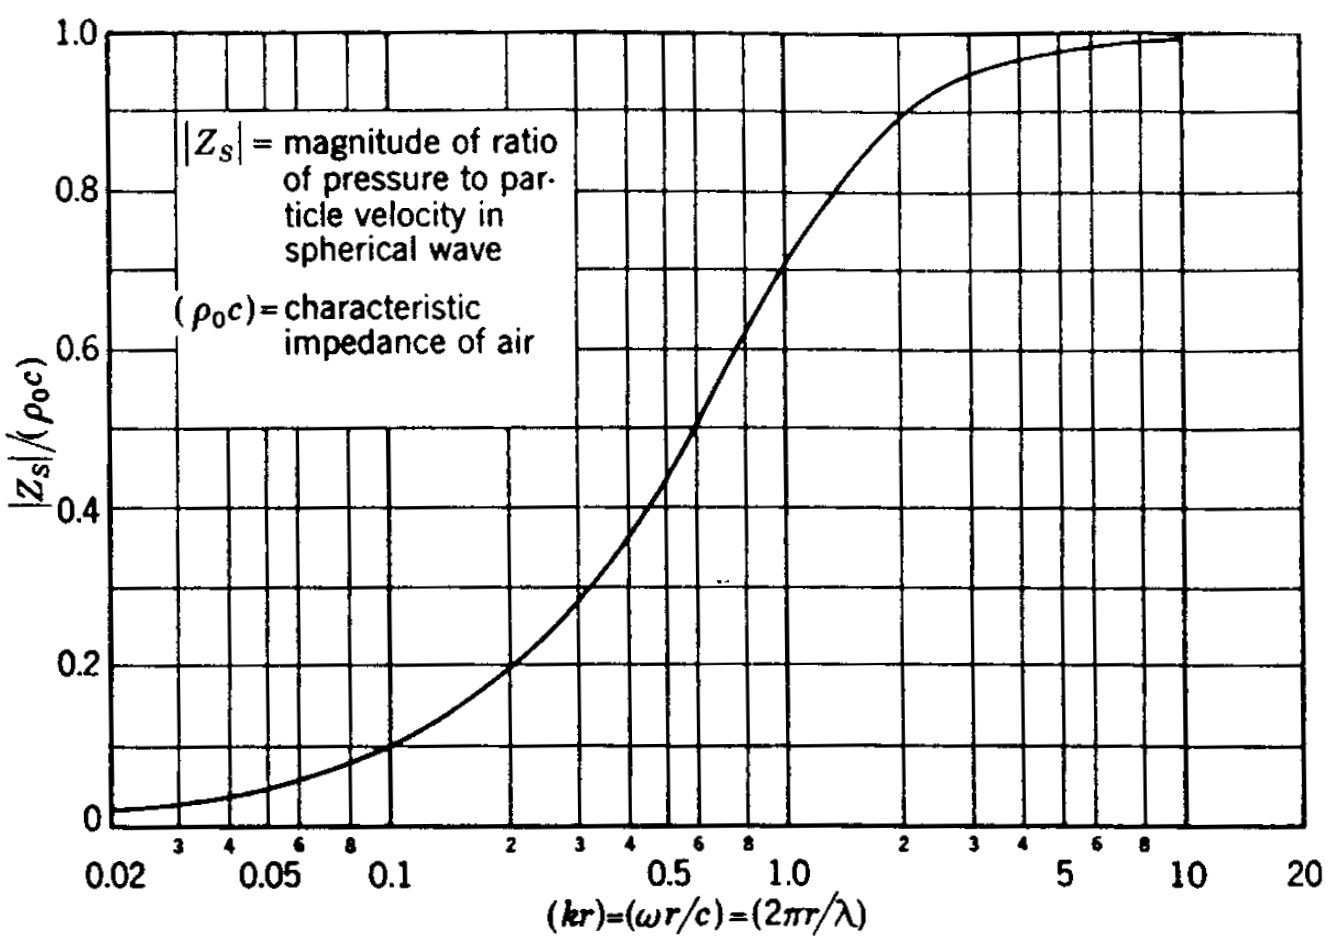 1.0
|Z_S| = magnitude of ratio
of pressure to par-
ticle velocity in
spherical wave
0.8
(ρ₀c)= characteristic
impedance of air
0.6
|Z_S|/(ρ₀c)
0.4
0.2
0
3 4 6 8 2 3 4 6 8 2 3 4 6 8
0.02 0.05 0.1 0.5 1.0 5 10 20
(kr)=(ωr/c)=(2πr/λ)